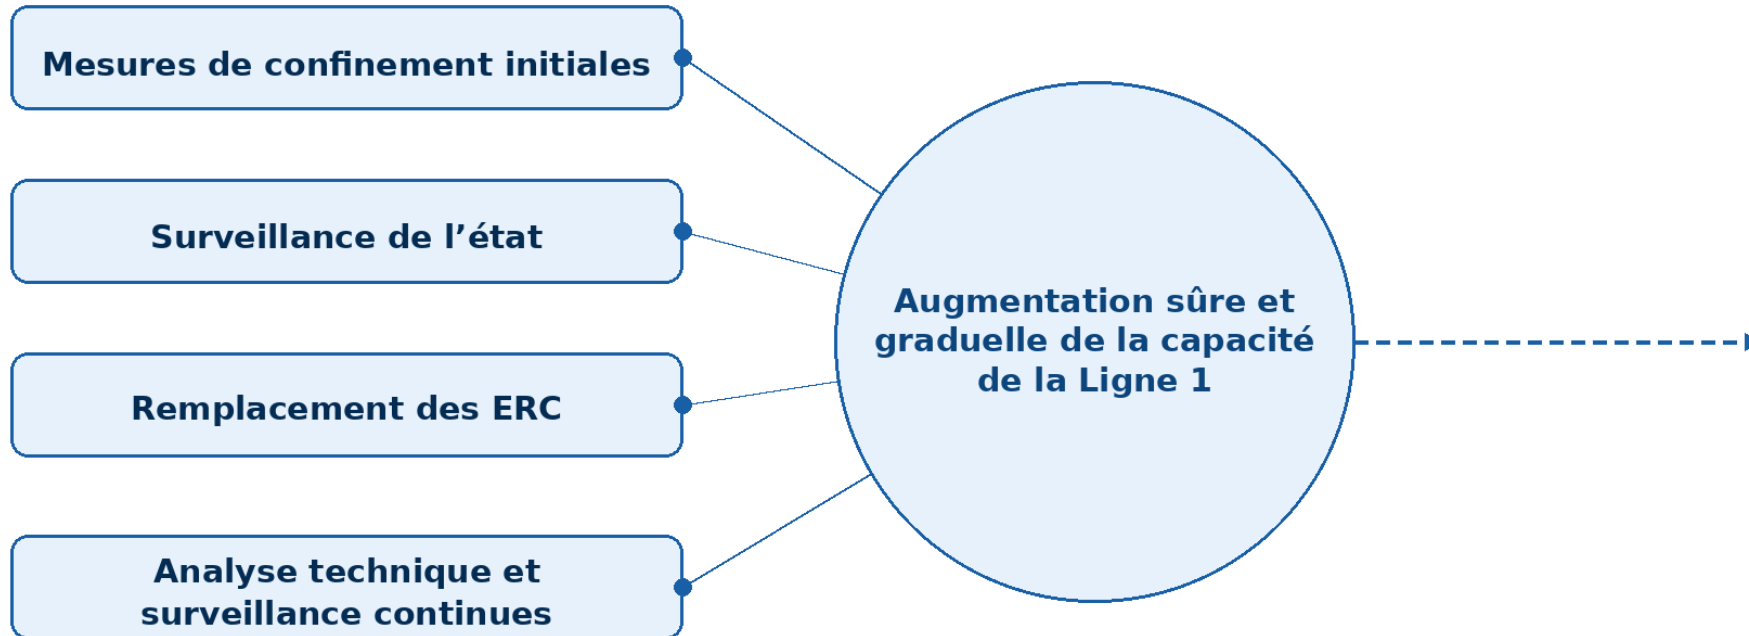 Mesures de confinement initiales
Surveillance de l’état
Remplacement des ERC
Analyse technique et
surveillance continues
Augmentation sûre et
graduelle de la capacité
de la Ligne 1